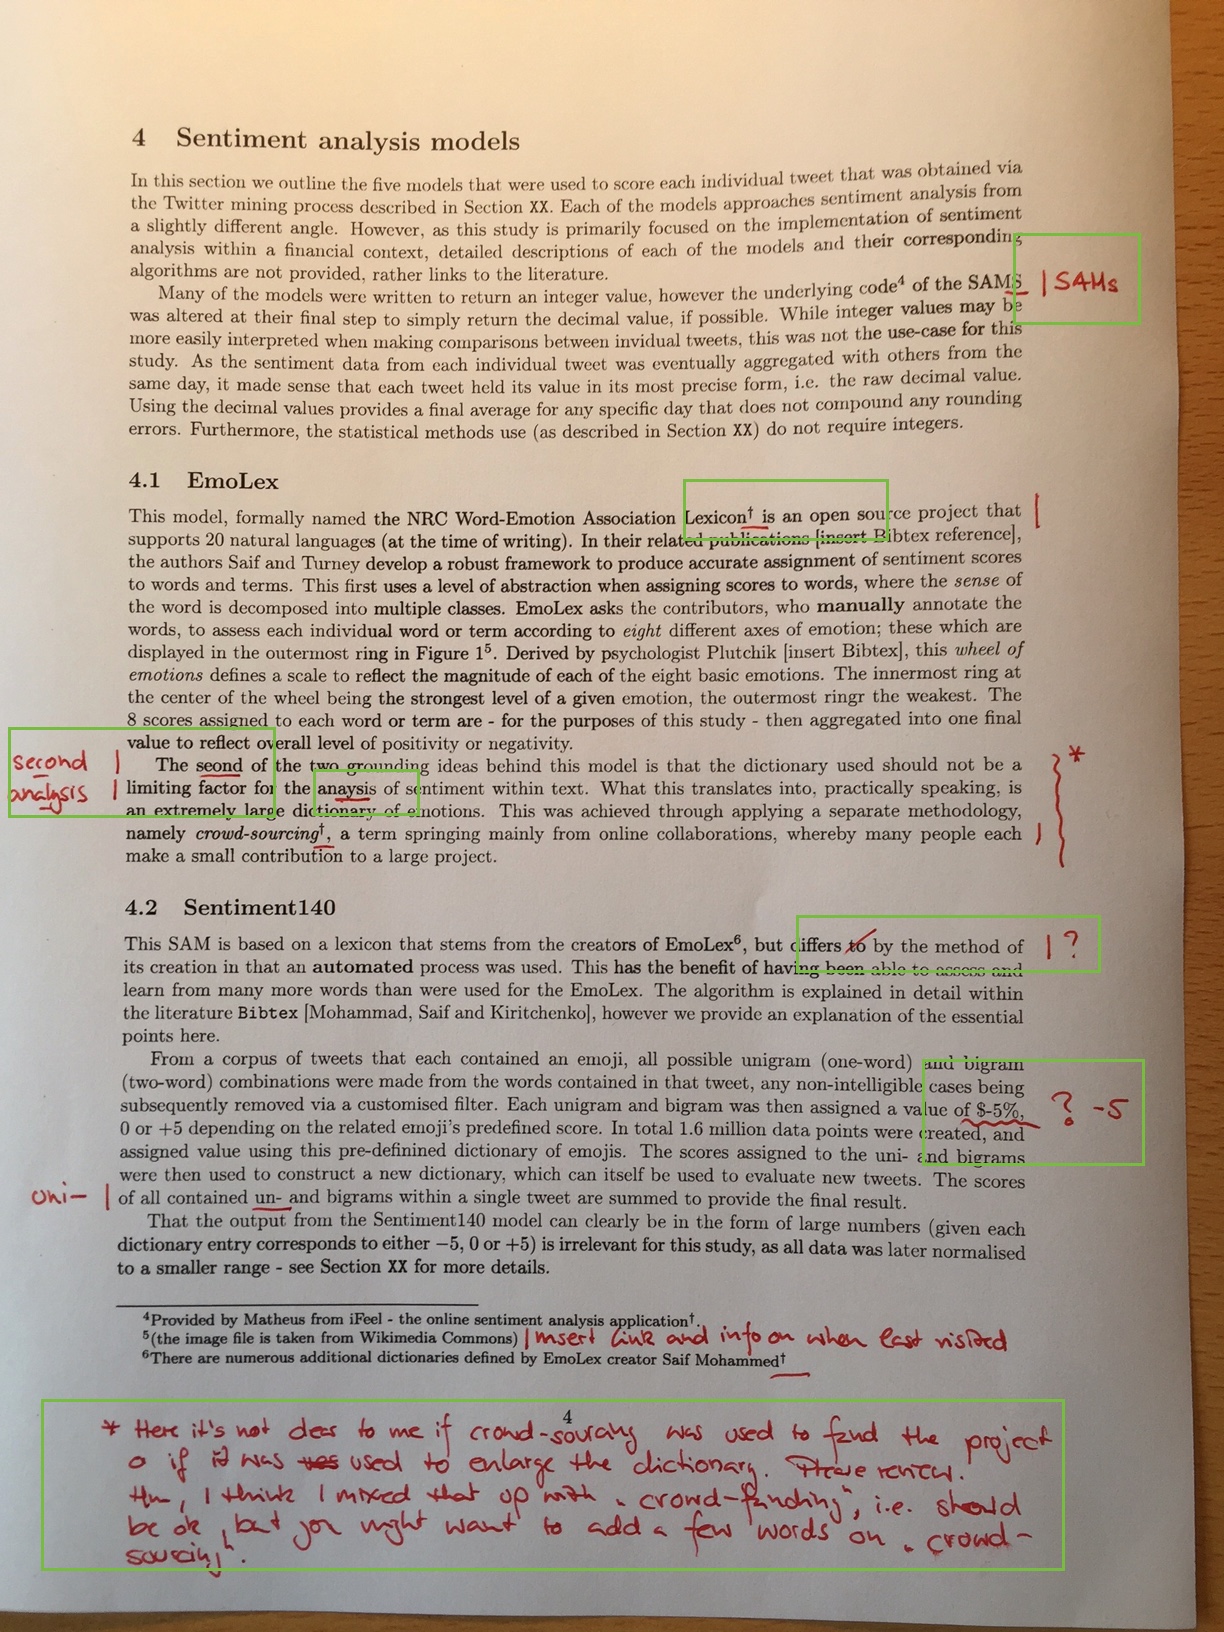 4 Sentiment analysis models
In this section we outline the five models that were used to score each individual tweet that was obtained via
the Twitter mining process described in Section XX. Each of the models approaches sentiment analysis from
a slightly different angle. However, as this study is primarily focused on the implementation of sentiment
analysis within a financial context, detailed descriptions of each of the models and their corresponding
algorithms are not provided, rather links to the literature.
Many of the models were written to return an integer value, however the underlying code⁴ of the SAMS | SAMs
was altered at their final step to simply return the decimal value, if possible. While integer values may be
more easily interpreted when making comparisons between invidual tweets, this was not the use-case for this
study. As the sentiment data from each individual tweet was eventually aggregated with others from the
same day, it made sense that each tweet held its value in its most precise form, i.e. the raw decimal value.
Using the decimal values provides a final average for any specific day that does not compound any rounding
errors. Furthermore, the statistical methods use (as described in Section XX) do not require integers.
4.1 EmoLex
This model, formally named the NRC Word-Emotion Association Lexicon† is an open source project that |
supports 20 natural languages (at the time of writing). In their related publications [insert Bibtex reference],
the authors Saif and Turney develop a robust framework to produce accurate assignment of sentiment scores
to words and terms. This first uses a level of abstraction when assigning scores to words, where the sense of
the word is decomposed into multiple classes. EmoLex asks the contributors, who manually annotate the
words, to assess each individual word or term according to eight different axes of emotion; these which are
displayed in the outermost ring in Figure 1⁵. Derived by psychologist Plutchik [insert Bibtex], this wheel of
emotions defines a scale to reflect the magnitude of each of the eight basic emotions. The innermost ring at
the center of the wheel being the strongest level of a given emotion, the outermost ringr the weakest. The
8 scores assigned to each word or term are - for the purposes of this study - then aggregated into one final
value to reflect overall level of positivity or negativity.
second | The seond of the two grounding ideas behind this model is that the dictionary used should not be a *
analysis | limiting factor for the anaysis of sentiment within text. What this translates into, practically speaking, is
an extremely large dictionary of emotions. This was achieved through applying a separate methodology,
namely crowd-sourcing†, a term springing mainly from online collaborations, whereby many people each |
make a small contribution to a large project.
4.2 Sentiment140
This SAM is based on a lexicon that stems from the creators of EmoLex⁶, but differs to by the method of | ?
its creation in that an automated process was used. This has the benefit of having been able to assess and
learn from many more words than were used for the EmoLex. The algorithm is explained in detail within
the literature Bibtex [Mohammad, Saif and Kiritchenko], however we provide an explanation of the essential
points here.
From a corpus of tweets that each contained an emoji, all possible unigram (one-word) and bigram
(two-word) combinations were made from the words contained in that tweet, any non-intelligible cases being
subsequently removed via a customised filter. Each unigram and bigram was then assigned a value of $-5%, ? -5
0 or +5 depending on the related emoji's predefined score. In total 1.6 million data points were created, and
assigned value using this pre-definined dictionary of emojis. The scores assigned to the uni- and bigrams
were then used to construct a new dictionary, which can itself be used to evaluate new tweets. The scores
uni- | of all contained un- and bigrams within a single tweet are summed to provide the final result.
That the output from the Sentiment140 model can clearly be in the form of large numbers (given each
dictionary entry corresponds to either −5, 0 or +5) is irrelevant for this study, as all data was later normalised
to a smaller range - see Section XX for more details.
⁴Provided by Matheus from iFeel - the online sentiment analysis application†.
⁵(the image file is taken from Wikimedia Commons) | Insert link and info on when last visited
⁶There are numerous additional dictionaries defined by EmoLex creator Saif Mohammed†
4
* Here it's not clear to me if crowd-sourcing was used to fund the project
o if it was used to enlarge the dictionary. Please review.
Hm, I think I mixed that up with „crowd-funding", i.e. should
be ok, but you might want to add a few words on „crowd-
sourcing".